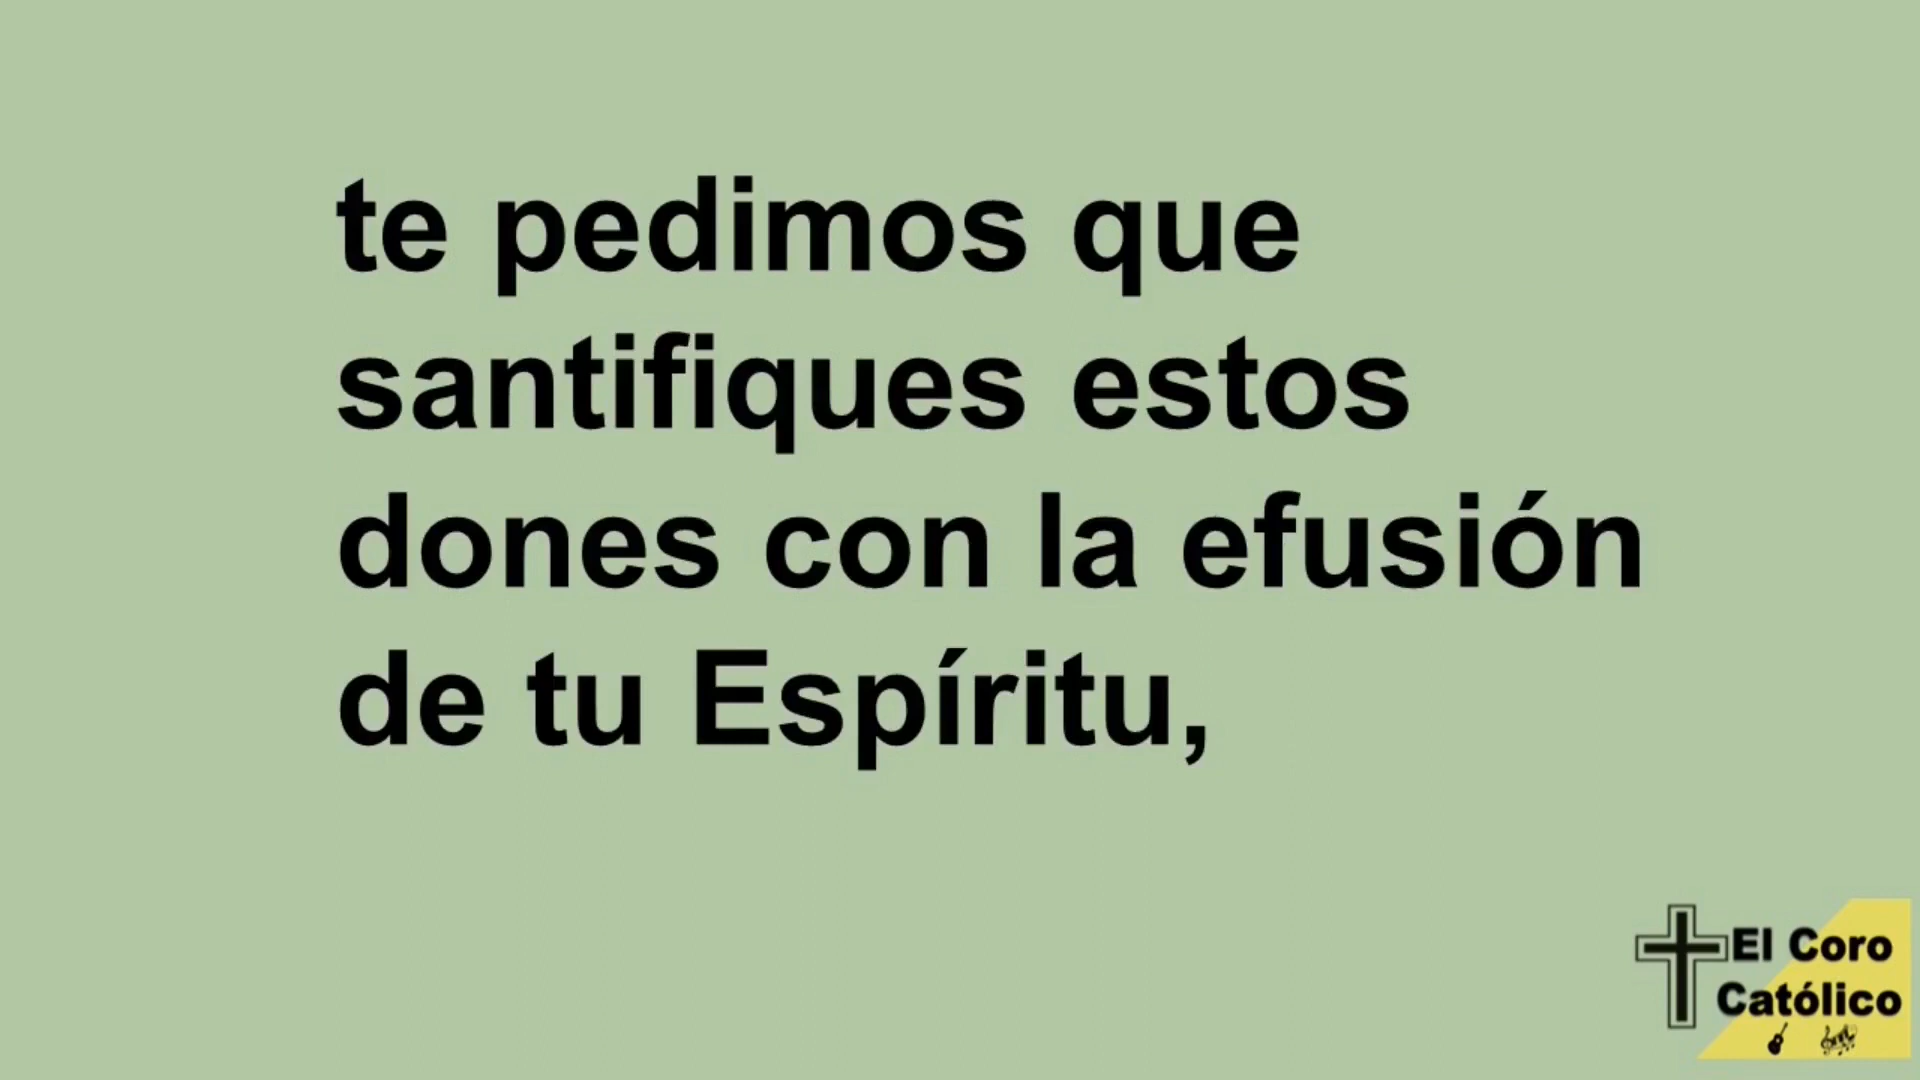 te pedimos que
santifiques estos
dones con la efusión
de tu Espíritu,
El Coro
Católico